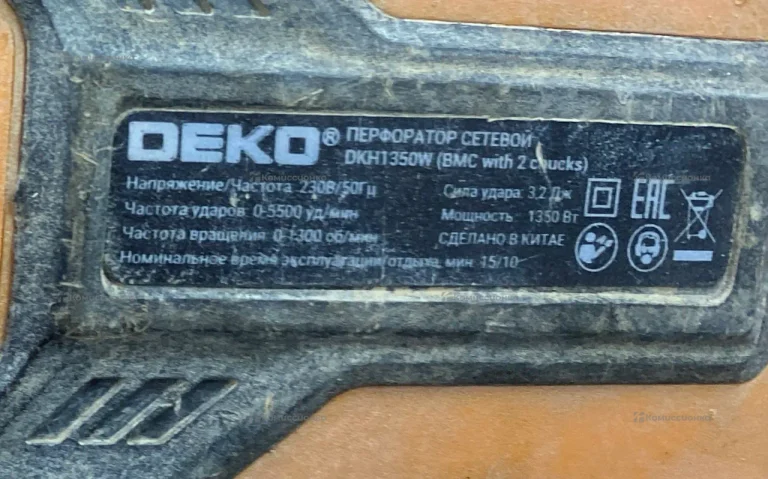 DEKO® ПЕРФОРАТОР СЕТЕВОЙ
DKH1350W (BMC with 2 chucks)
Напряжение/Частота 230В/50Гц
Сила удара 3,2 Дж
Частота ударов 0-5500 уд/мин
Мощность 1350 Вт
Частота вращения 0-1300 об/мин
СДЕЛАНО В КИТАЕ
Номинальное время эксплуатации/отдыха, мин 15/10
EAC